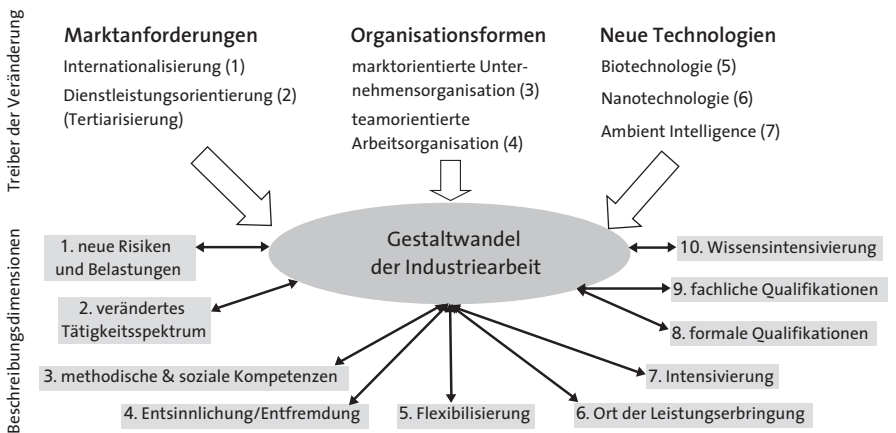 Treiber der Veränderung
Marktanforderungen
Internationalisierung (1)
Dienstleistungsorientierung (2)
(Tertiarisierung)
Organisationsformen
marktorientierte Unter-
nehmensorganisation (3)
teamorientierte
Arbeitsorganisation (4)
Neue Technologien
Biotechnologie (5)
Nanotechnologie (6)
Ambient Intelligence (7)
Gestaltwandel
der Industriearbeit
Beschreibungsdimensionen
1. neue Risiken
und Belastungen
2. verändertes
Tätigkeitsspektrum
3. methodische & soziale Kompetenzen
4. Entsinnlichung/Entfremdung
5. Flexibilisierung
6. Ort der Leistungserbringung
7. Intensivierung
8. formale Qualifikationen
9. fachliche Qualifikationen
10. Wissensintensivierung